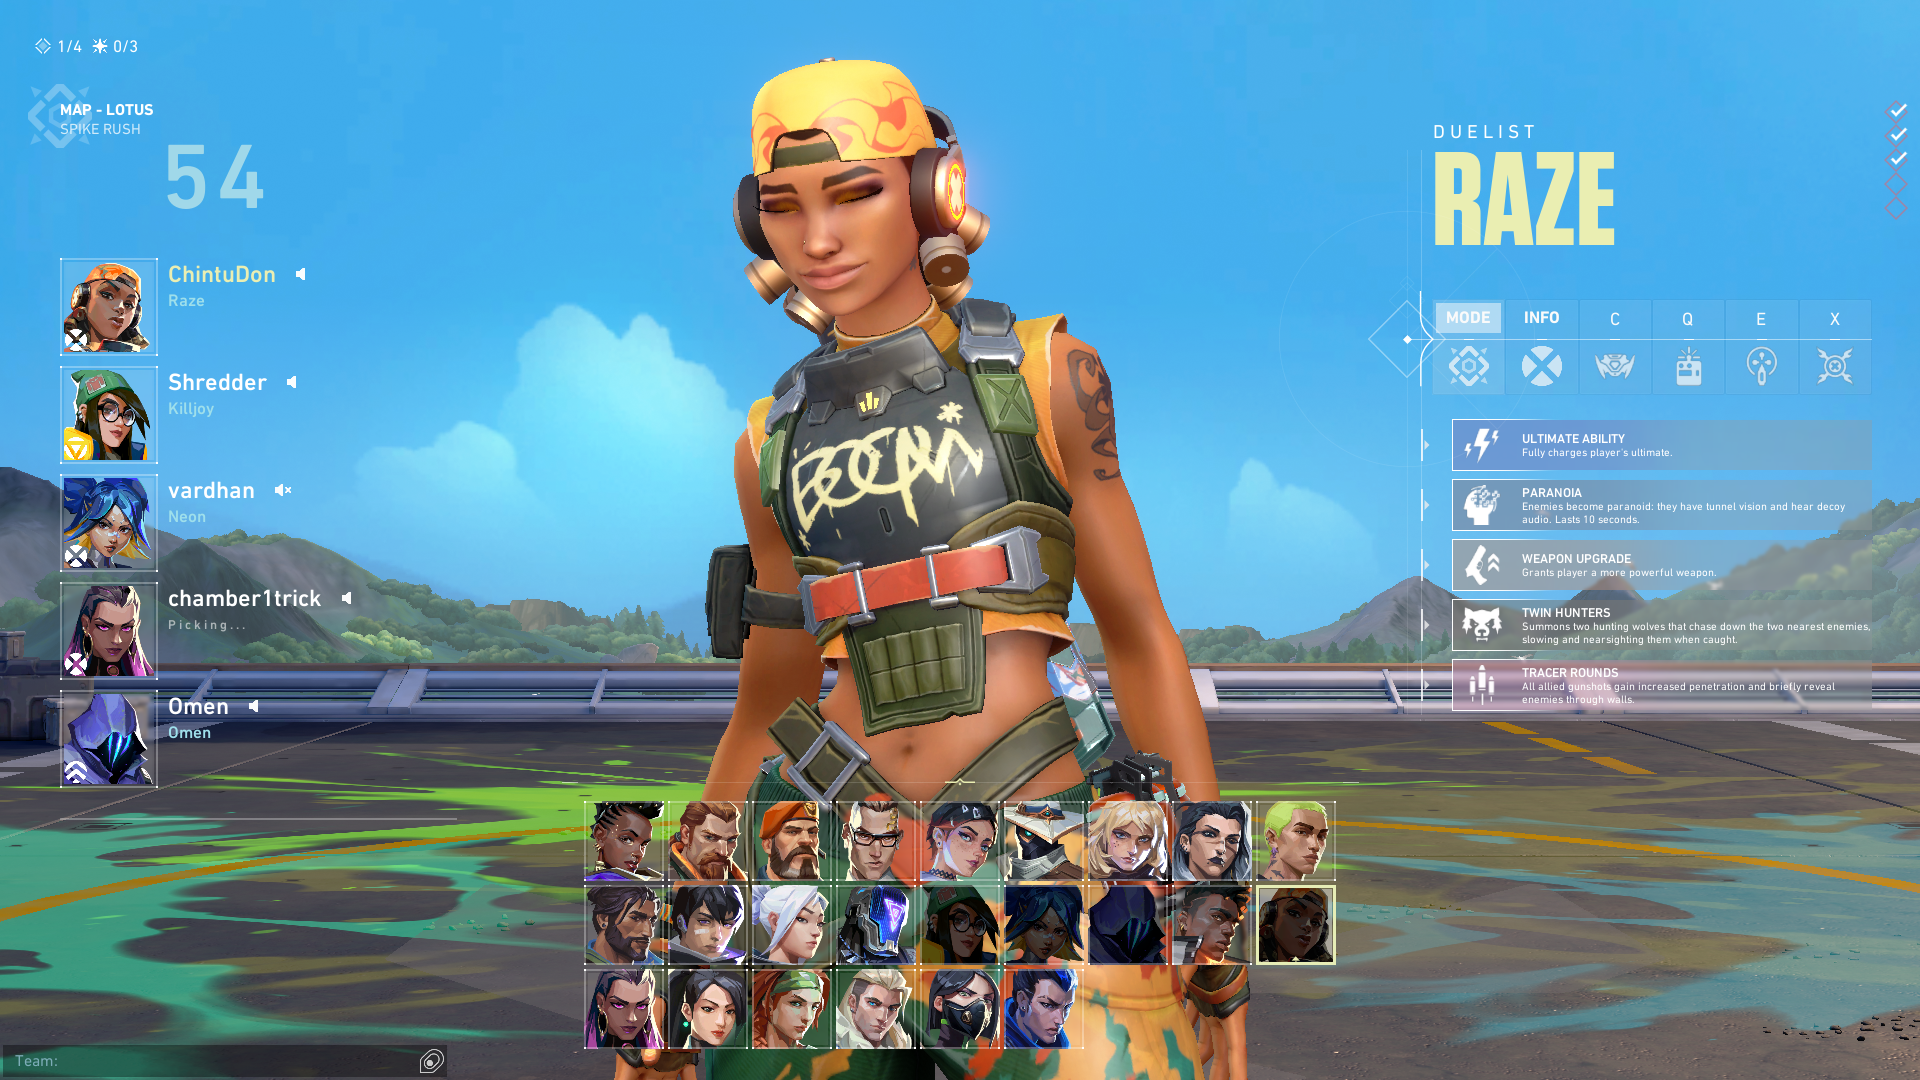 1/4 0/3
MAP - LOTUS
SPIKE RUSH
54
ChintuDon
Raze
Shredder
Killjoy
vardhan
Neon
chamber1trick
Picking...
Omen
Omen
BOOM
DUELIST
RAZE
MODE INFO C Q E X
ULTIMATE ABILITY
Fully charges player's ultimate.
PARANOIA
Enemies become paranoid: they have tunnel vision and hear decoy
audio. Lasts 10 seconds.
WEAPON UPGRADE
Grants player a more powerful weapon.
TWIN HUNTERS
Summons two hunting wolves that chase down the two nearest enemies,
slowing and nearsighting them when caught.
TRACER ROUNDS
All allied gunshots gain increased penetration and briefly reveal
enemies through walls.
Team: